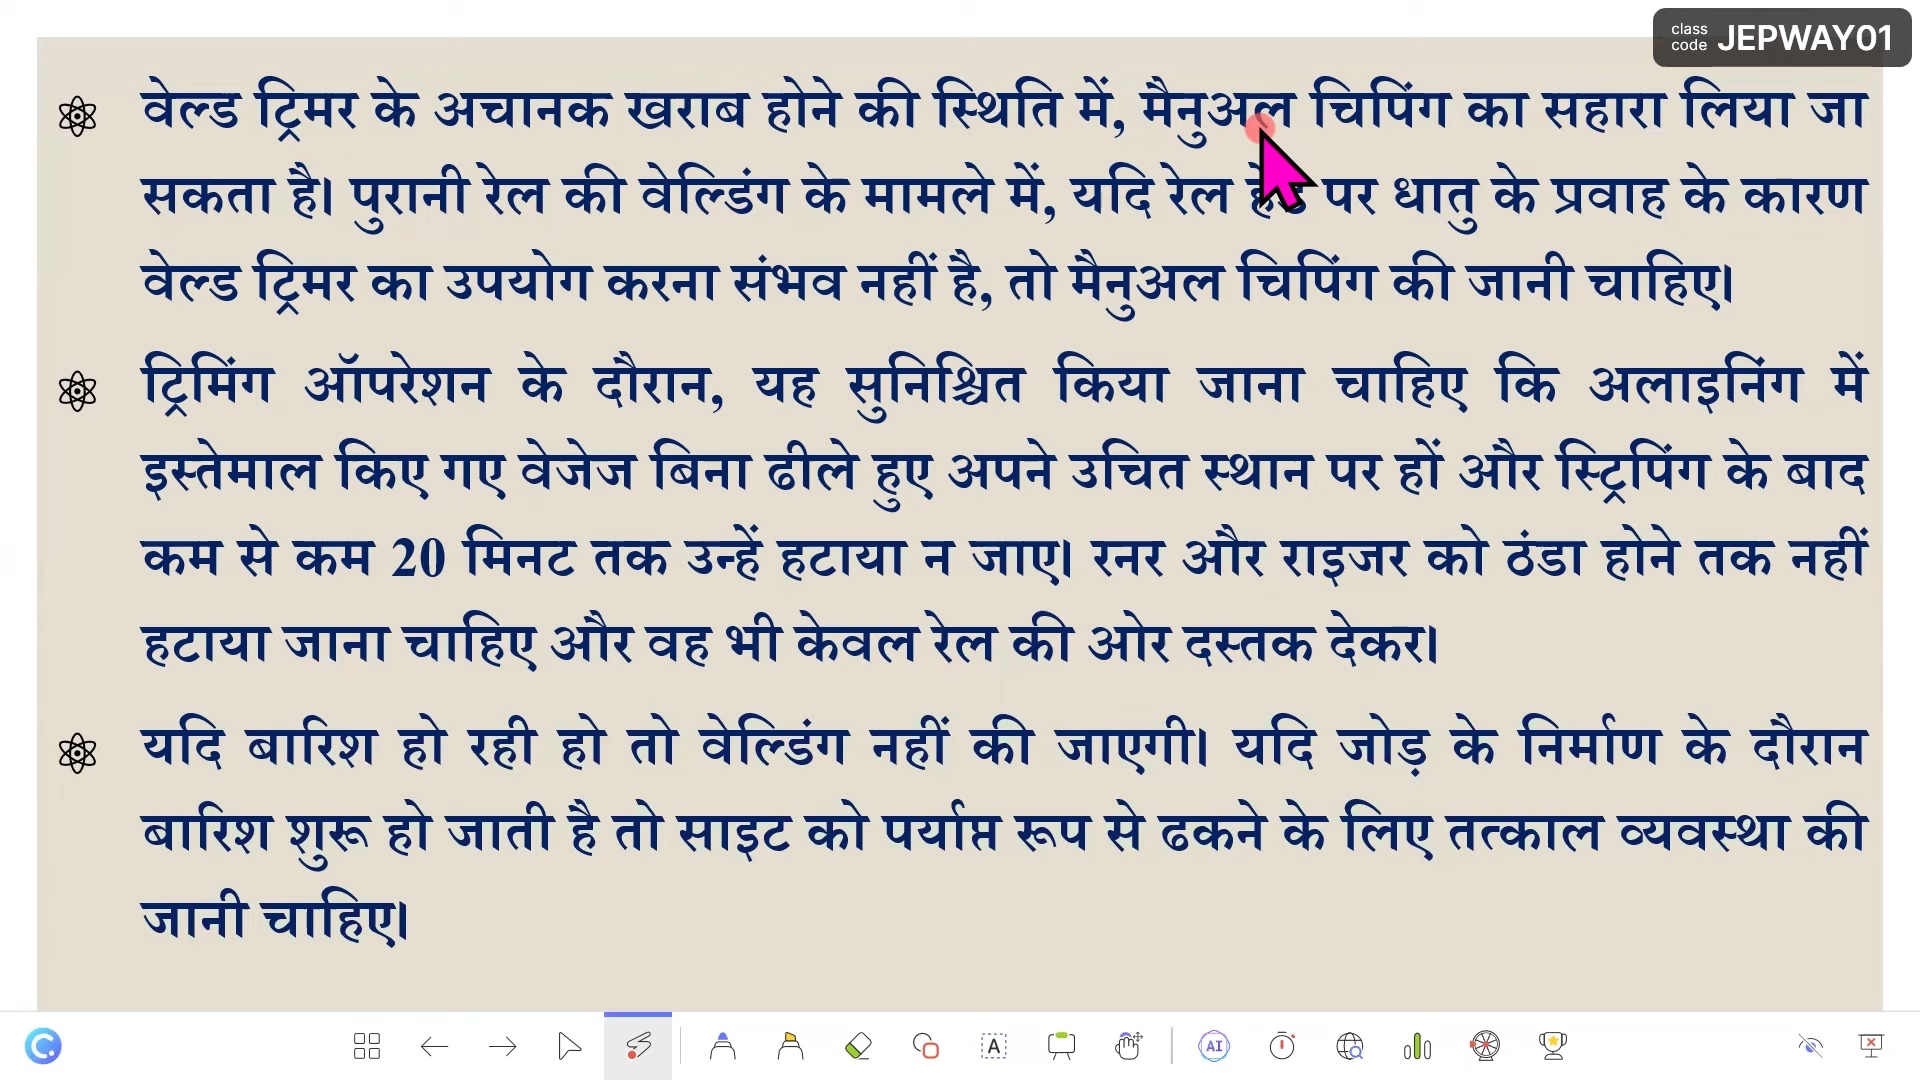 class
code JEPWAY01
वेल्ड ट्रिमर के अचानक खराब होने की स्थिति में, मैनुअल चिपिंग का सहारा लिया जा
सकता है। पुरानी रेल की वेल्डिंग के मामले में, यदि रेल हेड पर धातु के प्रवाह के कारण
वेल्ड ट्रिमर का उपयोग करना संभव नहीं है, तो मैनुअल चिपिंग की जानी चाहिए।
ट्रिमिंग ऑपरेशन के दौरान, यह सुनिश्चित किया जाना चाहिए कि अलाइनिंग में
इस्तेमाल किए गए वेजेज बिना ढीले हुए अपने उचित स्थान पर हों और स्ट्रिपिंग के बाद
कम से कम 20 मिनट तक उन्हें हटाया न जाए। रनर और राइजर को ठंडा होने तक नहीं
हटाया जाना चाहिए और वह भी केवल रेल की ओर दस्तक देकर।
यदि बारिश हो रही हो तो वेल्डिंग नहीं की जाएगी। यदि जोड़ के निर्माण के दौरान
बारिश शुरू हो जाती है तो साइट को पर्याप्त रूप से ढकने के लिए तत्काल व्यवस्था की
जानी चाहिए।
A
AI